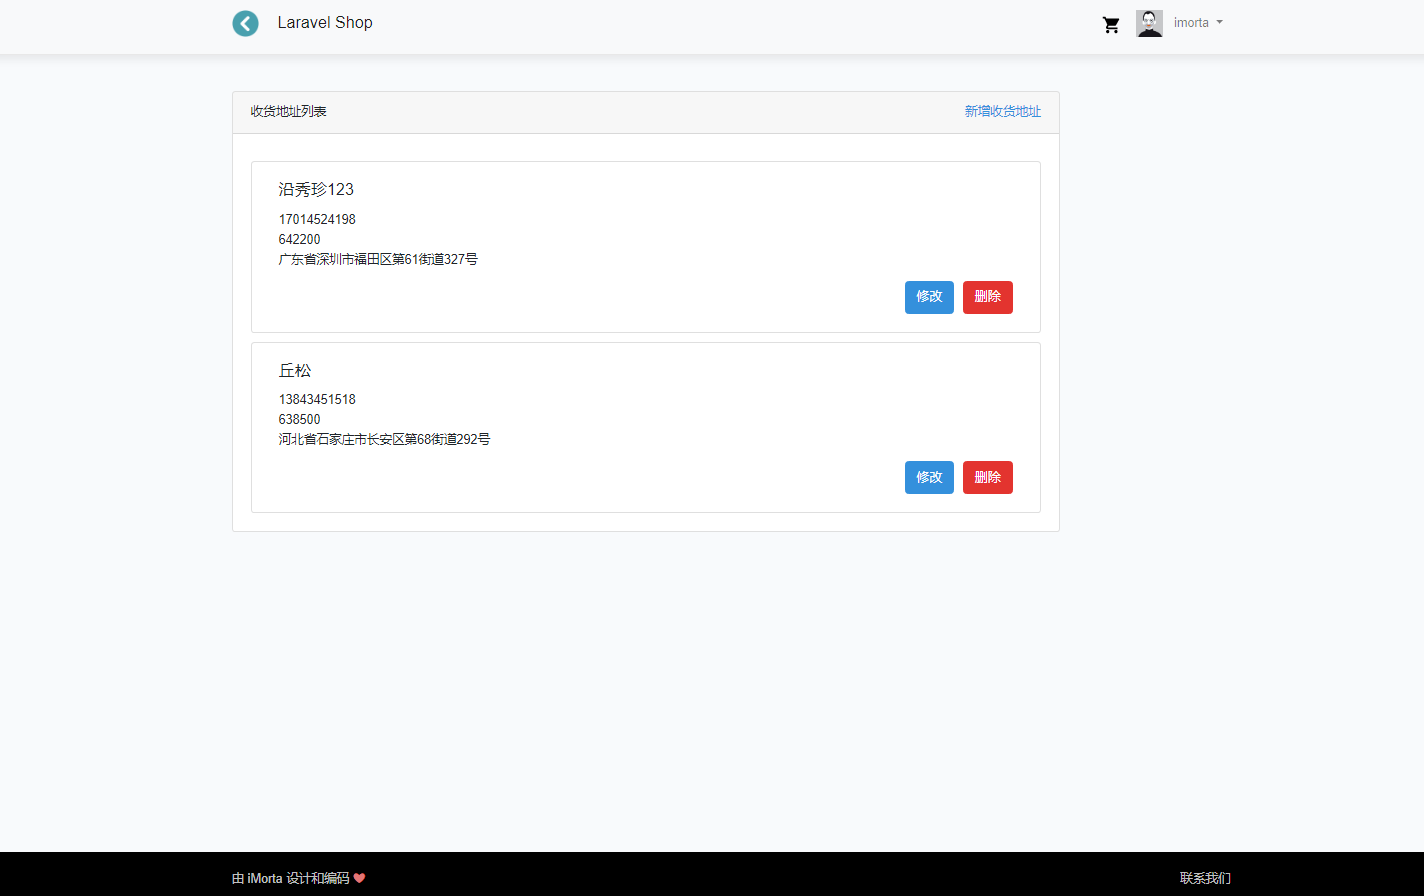 Laravel Shop
imorta
收货地址列表
新增收货地址
沿秀珍123
17014524198
642200
广东省深圳市福田区第61街道327号
修改 删除
丘松
13843451518
638500
河北省石家庄市长安区第68街道292号
修改 删除
由 iMorta 设计和编码
联系我们